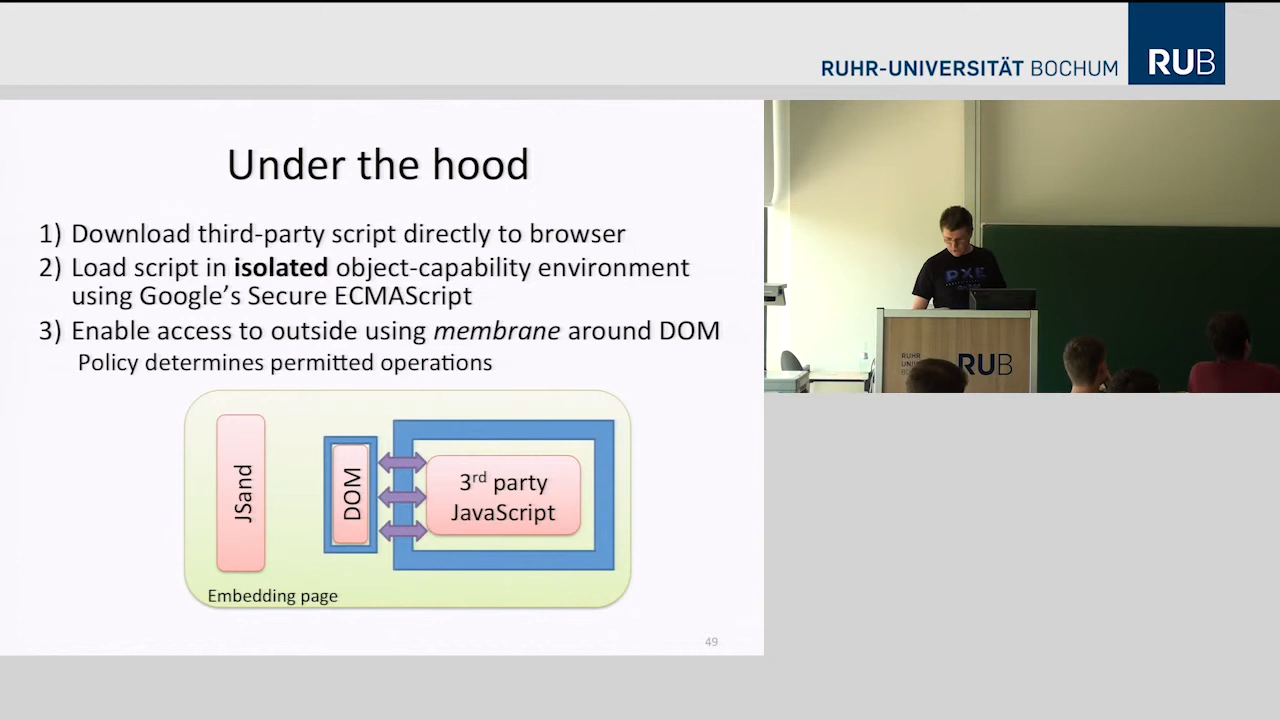 RUHR-UNIVERSITÄT BOCHUM
RUB
Under the hood
1) Download third-party script directly to browser
2) Load script in isolated object-capability environment
using Google's Secure ECMAScript
3) Enable access to outside using membrane around DOM
Policy determines permitted operations
JSand
DOM
3rd party
JavaScript
Embedding page
49
PXE
RUHR
RUB